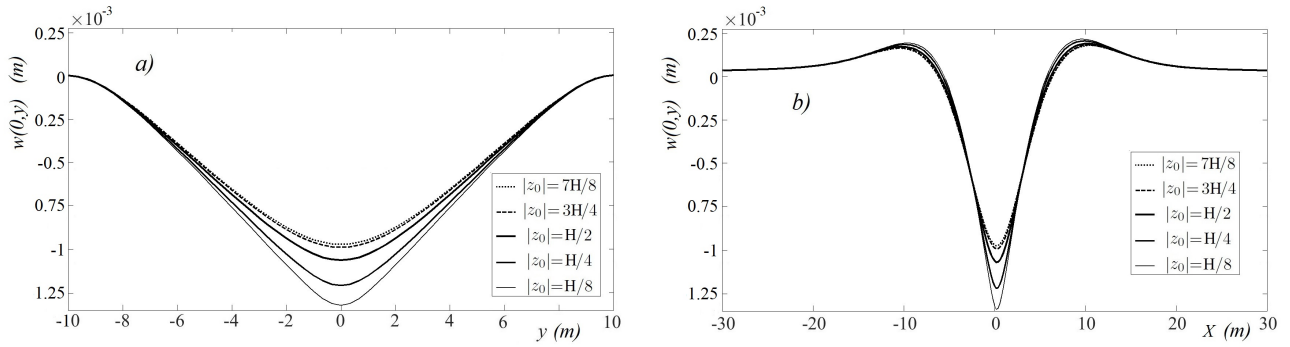 ×10⁻³
0.25
0
0.25
-0.5
0.75
-1
1.25
w(0,y) (m)
a)
|z₀|=7H/8
|z₀|=3H/4
|z₀|=H/2
|z₀|=H/4
|z₀|=H/8
-10 -8 -6 -4 -2 0 2 4 6 8 10
y (m)
×10⁻³
0.25
0
0.25
-0.5
0.75
-1
1.25
w(0,y) (m)
b)
|z₀|=7H/8
|z₀|=3H/4
|z₀|=H/2
|z₀|=H/4
|z₀|=H/8
-30 -20 -10 0 10 20 30
X (m)